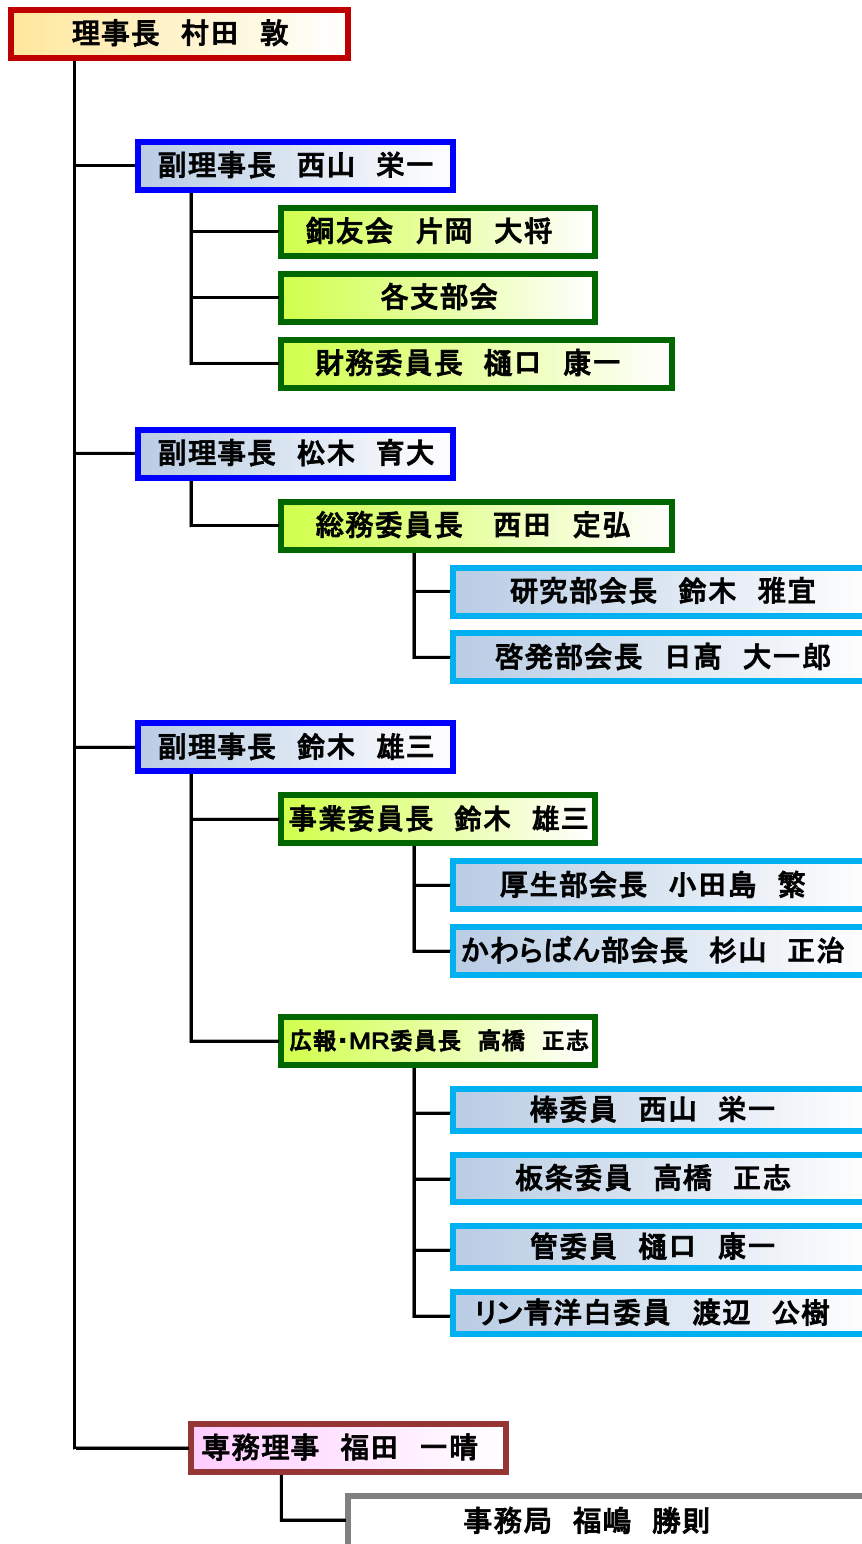 理事長　村田　敦
副理事長　西山　栄一
銅友会　片岡　大将
各支部会
財務委員長　樋口　康一
副理事長　松木　育大
総務委員長　西田　定弘
研究部会長　鈴木　雅宜
啓発部会長　日髙　大一郎
副理事長　鈴木　雄三
事業委員長　鈴木　雄三
厚生部会長　小田島　繁
かわらばん部会長　杉山　正治
広報・MR委員長　高橋　正志
棒委員　西山　栄一
板条委員　高橋　正志
管委員　樋口　康一
リン青洋白委員　渡辺　公樹
専務理事　福田　一晴
事務局　福嶋　勝則